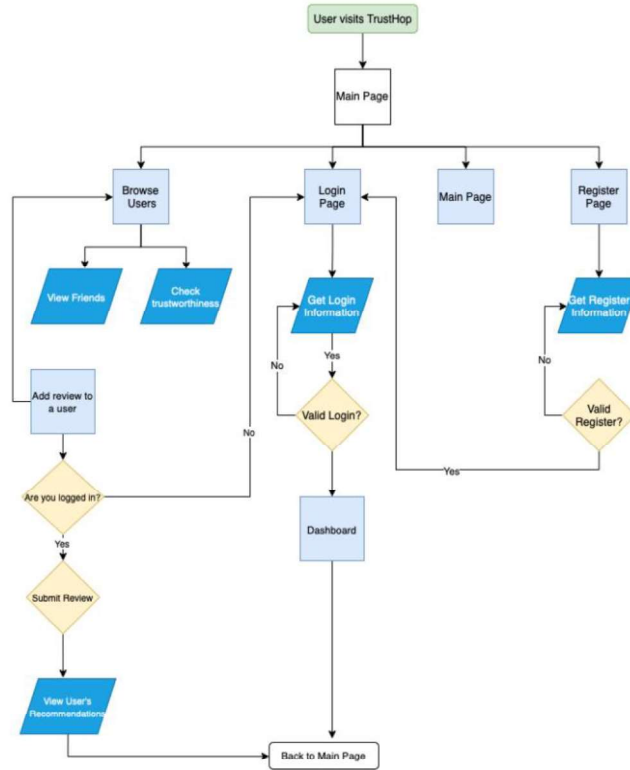 User visits TrustHop
Main Page
Browse
Users
Login
Page
Main Page
Register
Page
View Friends
Check
trustworthiness
Get Login
Information
Get Register
Information
No
Yes
No
Add review to
a user
Valid Login?
Valid
Register?
No
Yes
Are you logged in?
Dashboard
Yes
Submit Review
View User's
Recommendations
Back to Main Page